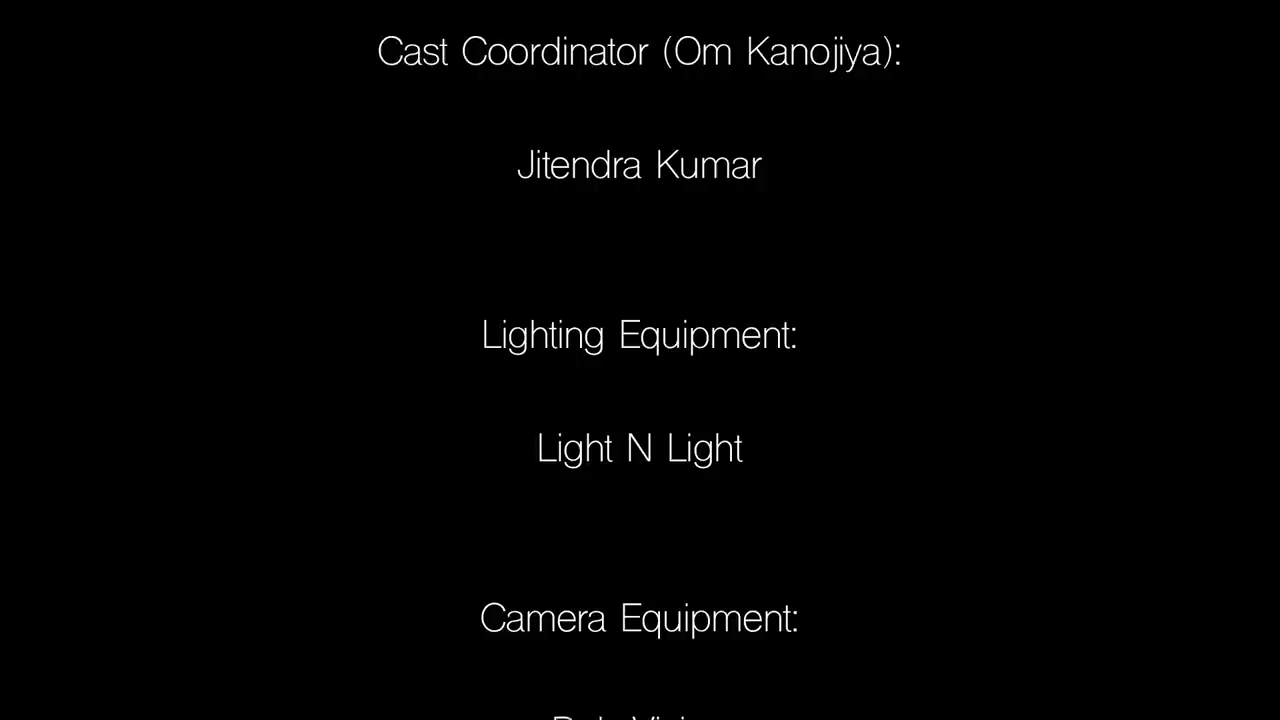 Cast Coordinator (Om Kanojiya):
Jitendra Kumar
Lighting Equipment:
Light N Light
Camera Equipment: